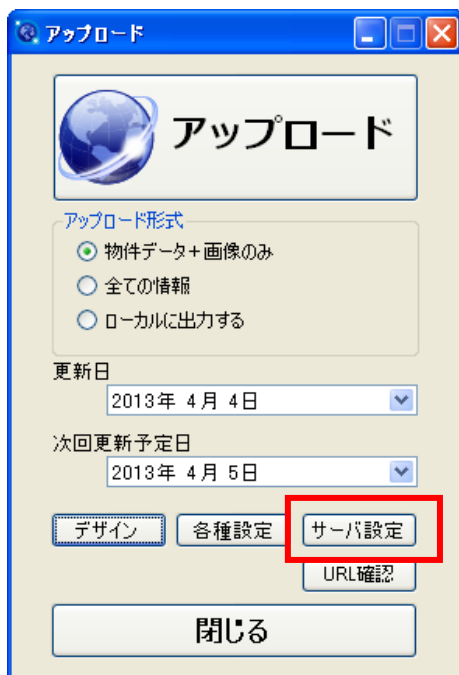 アップロード
アップロード
アップロード形式
物件データ+画像のみ
全ての情報
ローカルに出力する
更新日
2013年 4月 4日
次回更新予定日
2013年 4月 5日
デザイン 各種設定 サーバ設定
URL確認
閉じる